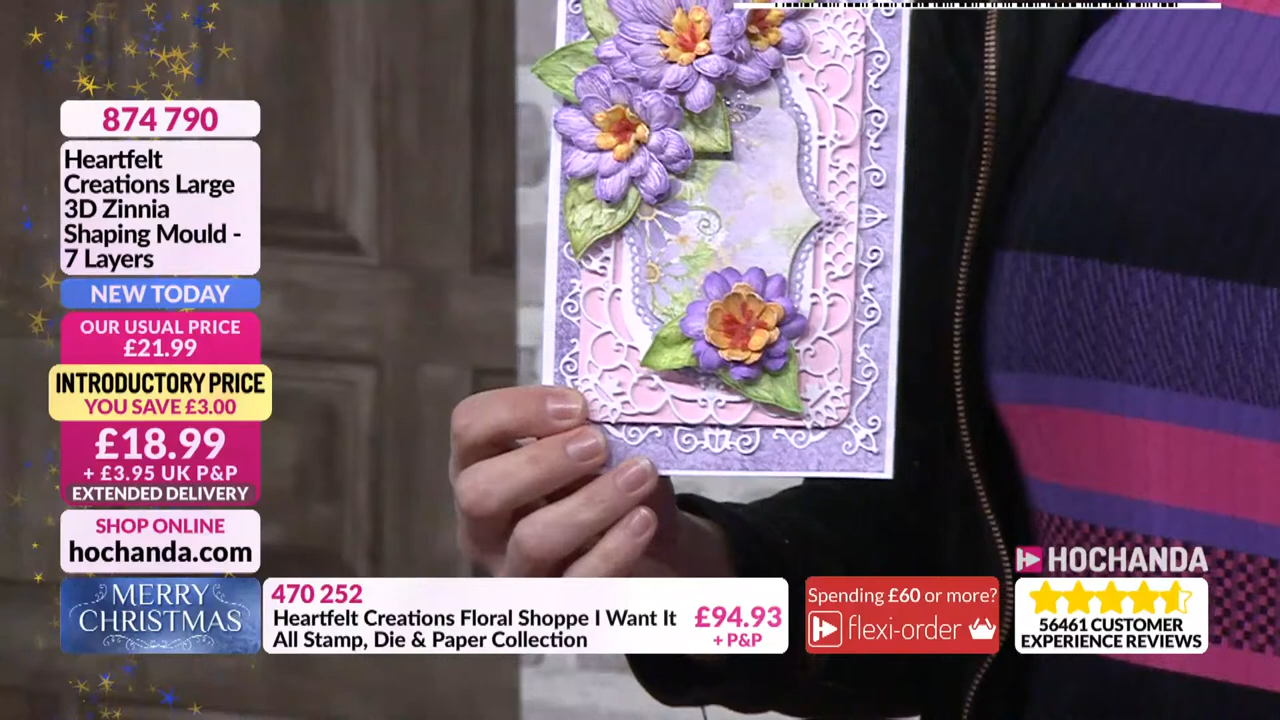 874 790
Heartfelt
Creations Large
3D Zinnia
Shaping Mould -
7 Layers
NEW TODAY
OUR USUAL PRICE
£21.99
INTRODUCTORY PRICE
YOU SAVE £3.00
£18.99
+ £3.95 UK P&P
EXTENDED DELIVERY
SHOP ONLINE
hochanda.com
MERRY
CHRISTMAS
470 252
Heartfelt Creations Floral Shoppe I Want It
All Stamp, Die & Paper Collection
£94.93
+ P&P
Spending £60 or more?
flexi-order
HOCHANDA
56461 CUSTOMER
EXPERIENCE REVIEWS